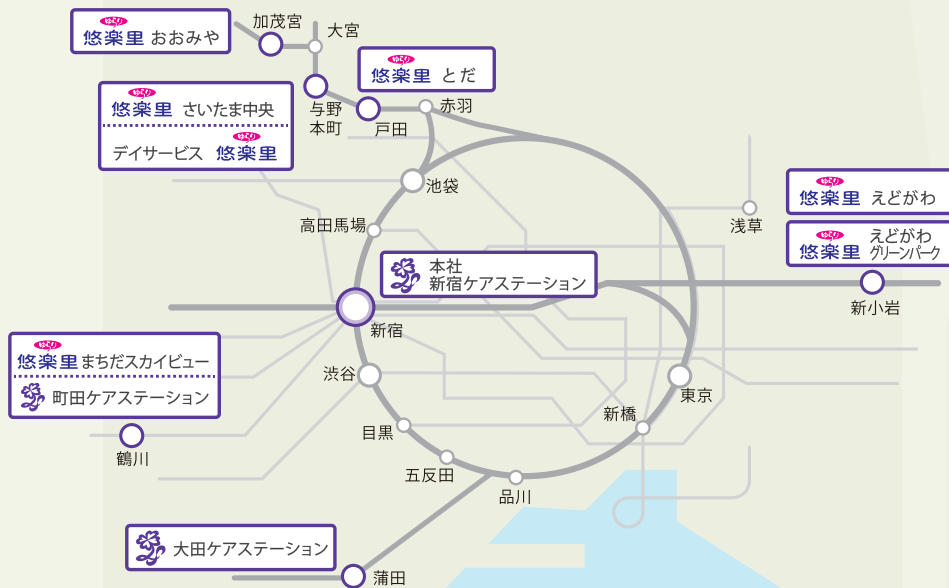 ゆらり
悠楽里 おおみや
加茂宮
大宮
与野
本町
ゆらり
悠楽里 とだ
戸田
赤羽
ゆらり
悠楽里 さいたま中央
ゆらり
デイサービス 悠楽里
池袋
高田馬場
浅草
ゆらり
悠楽里 えどがわ
ゆらり
悠楽里 えどがわ
グリーンパーク
新小岩
本社
新宿ケアステーション
新宿
ゆらり
悠楽里 まちだスカイビュー
町田ケアステーション
鶴川
渋谷
目黒
五反田
品川
新橋
東京
大田ケアステーション
蒲田